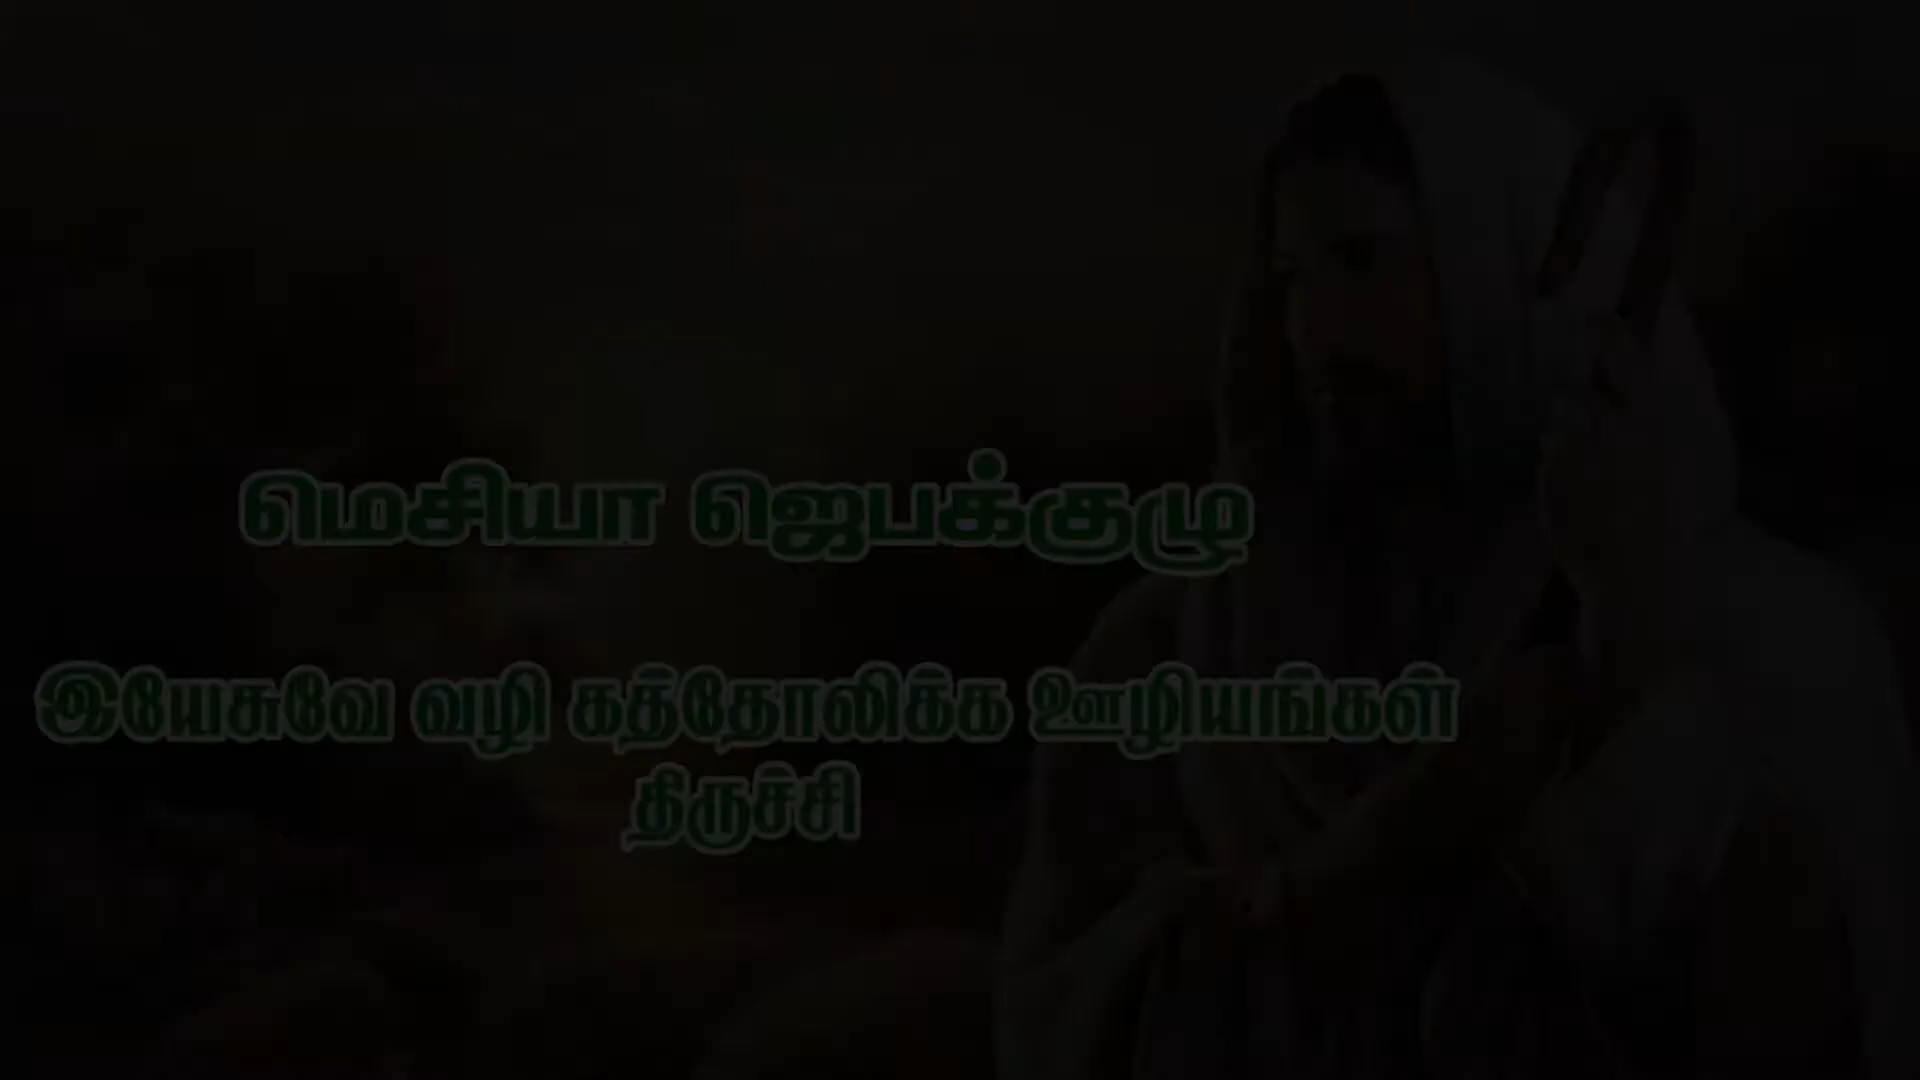 மெசியா ஜெபக்குழு
இயேசுவே வழி கத்தோலிக்க ஊழியங்கள்
திருச்சி